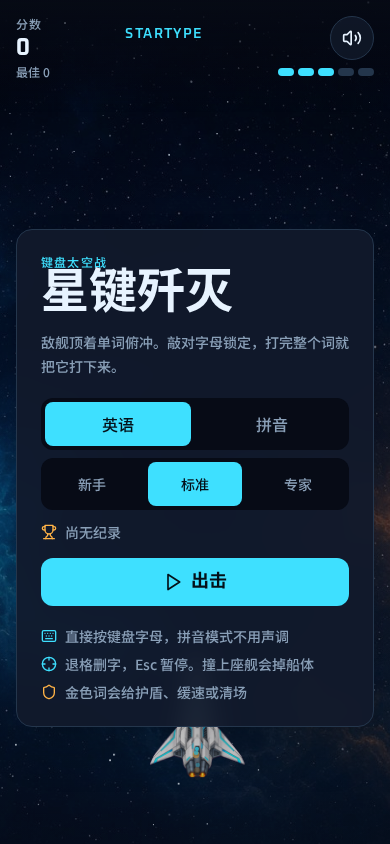 分数
STARTYPE
0
最佳 0
键盘太空战
星键歼灭
敌舰顶着单词俯冲。敲对字母锁定，打完整个词就
把它打下来。
英语
拼音
新手
标准
专家
尚无纪录
出击
直接按键盘字母，拼音模式不用声调
退格删字，Esc 暂停。撞上座舰会掉船体
金色词会给护盾、缓速或清场